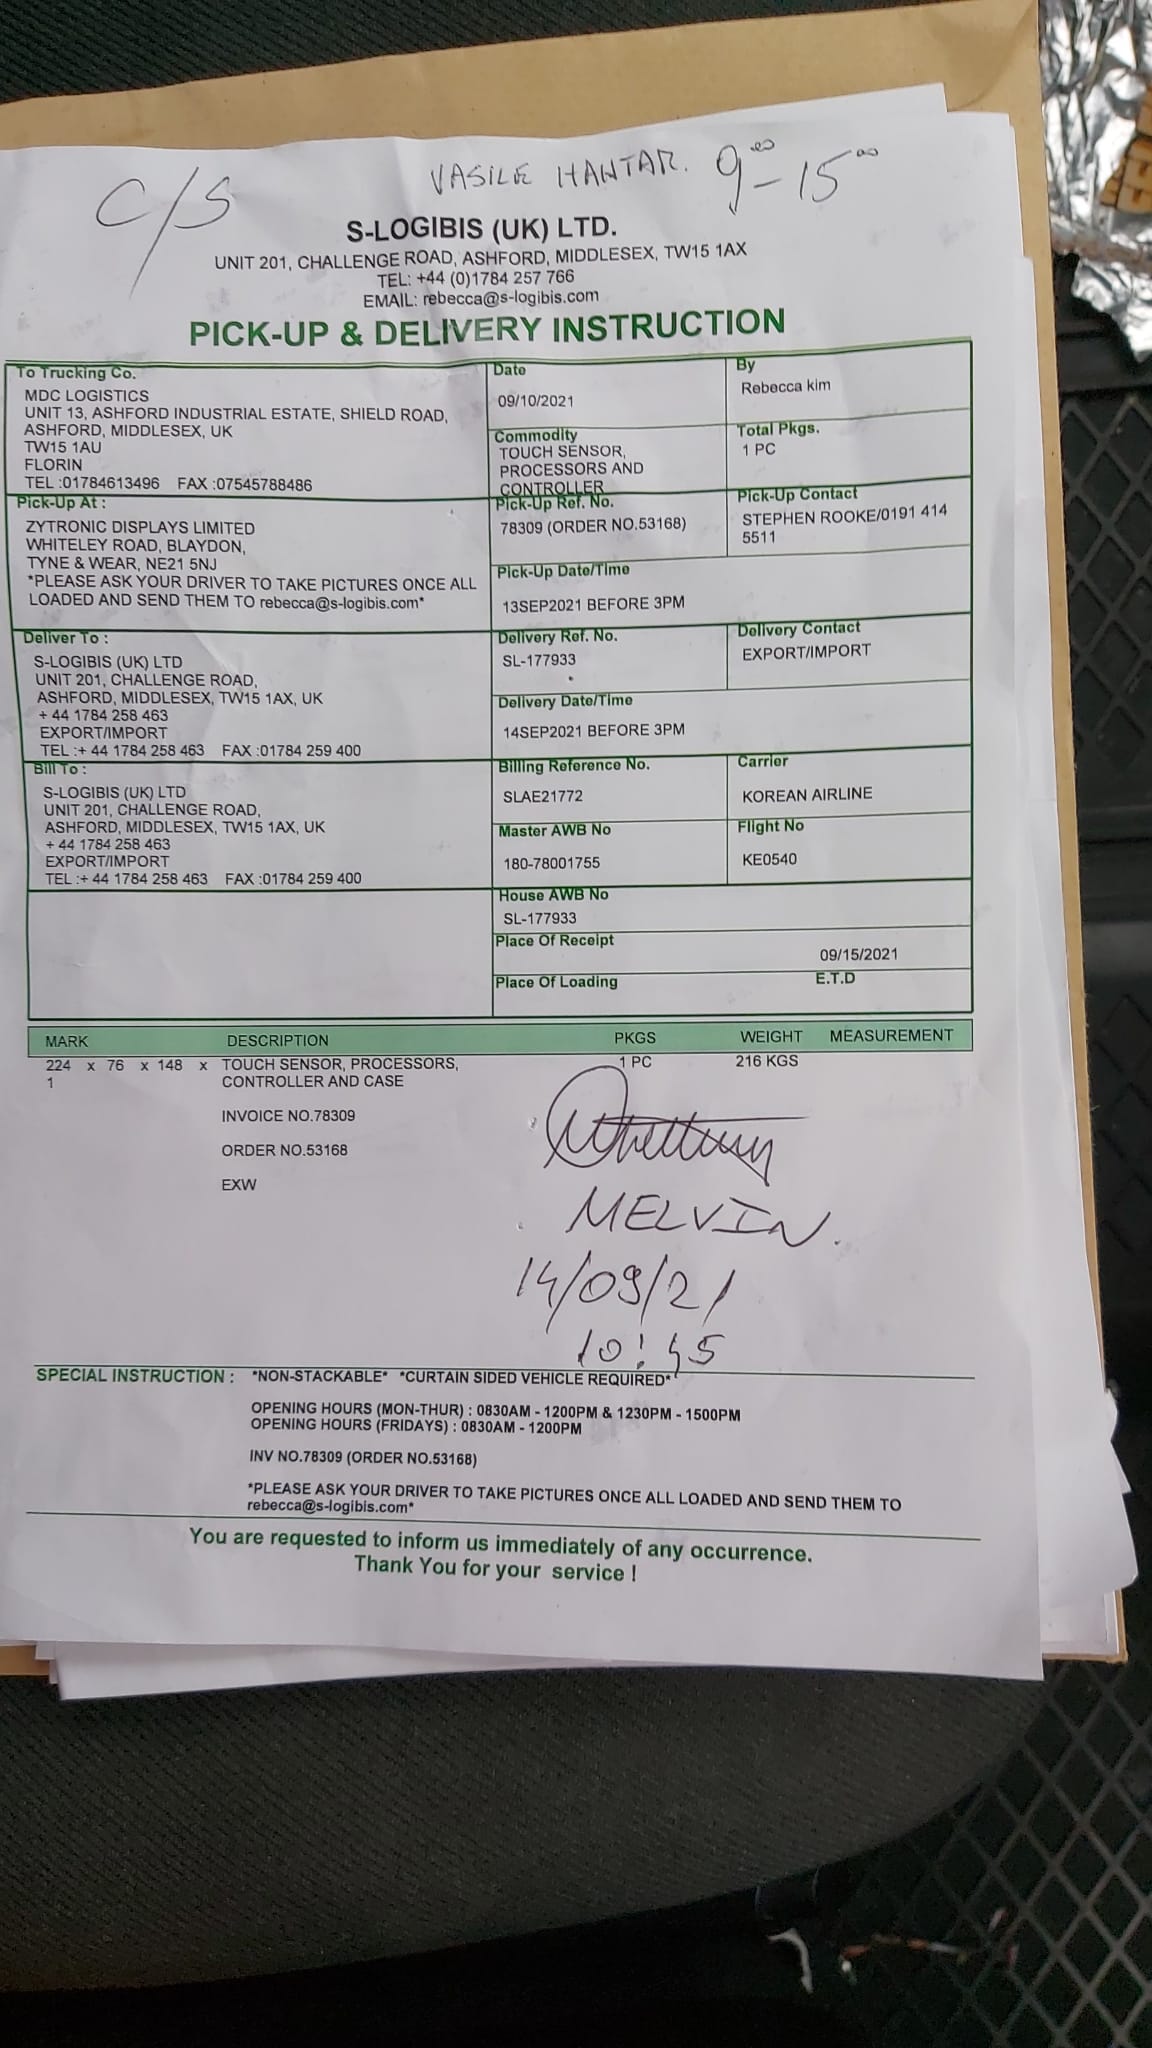 C/S
VASILE HANTAR. 9⁰⁰ - 15⁰⁰
S-LOGIBIS (UK) LTD.
UNIT 201, CHALLENGE ROAD, ASHFORD, MIDDLESEX, TW15 1AX
TEL: +44 (0)1784 257 766
EMAIL: rebecca@s-logibis.com
PICK-UP & DELIVERY INSTRUCTION
To Trucking Co.
MDC LOGISTICS
UNIT 13, ASHFORD INDUSTRIAL ESTATE, SHIELD ROAD,
ASHFORD, MIDDLESEX, UK
TW15 1AU
FLORIN
TEL :01784613496 FAX :07545788486
Date
09/10/2021
By
Rebecca kim
Commodity
TOUCH SENSOR,
PROCESSORS AND
CONTROLLER
Total Pkgs.
1 PC
Pick-Up At :
ZYTRONIC DISPLAYS LIMITED
WHITELEY ROAD, BLAYDON,
TYNE & WEAR, NE21 5NJ
*PLEASE ASK YOUR DRIVER TO TAKE PICTURES ONCE ALL
LOADED AND SEND THEM TO rebecca@s-logibis.com*
Pick-Up Ref. No.
78309 (ORDER NO.53168)
Pick-Up Contact
STEPHEN ROOKE/0191 414
5511
Pick-Up Date/Time
13SEP2021 BEFORE 3PM
Deliver To :
S-LOGIBIS (UK) LTD
UNIT 201, CHALLENGE ROAD,
ASHFORD, MIDDLESEX, TW15 1AX, UK
+ 44 1784 258 463
EXPORT/IMPORT
TEL :+ 44 1784 258 463 FAX :01784 259 400
Delivery Ref. No.
SL-177933
Delivery Contact
EXPORT/IMPORT
Delivery Date/Time
14SEP2021 BEFORE 3PM
Bill To :
S-LOGIBIS (UK) LTD
UNIT 201, CHALLENGE ROAD,
ASHFORD, MIDDLESEX, TW15 1AX, UK
+ 44 1784 258 463
EXPORT/IMPORT
TEL :+ 44 1784 258 463 FAX :01784 259 400
Billing Reference No.
SLAE21772
Carrier
KOREAN AIRLINE
Master AWB No
180-78001755
Flight No
KE0540
House AWB No
SL-177933
Place Of Receipt
09/15/2021
Place Of Loading E.T.D
MARK DESCRIPTION PKGS WEIGHT MEASUREMENT
224 x 76 x 148 x TOUCH SENSOR, PROCESSORS, 1 PC 216 KGS
1 CONTROLLER AND CASE
INVOICE NO.78309
ORDER NO.53168
EXW
MELVIN.
14/09/21
10:45
SPECIAL INSTRUCTION : *NON-STACKABLE* *CURTAIN SIDED VEHICLE REQUIRED*
OPENING HOURS (MON-THUR) : 0830AM - 1200PM & 1230PM - 1500PM
OPENING HOURS (FRIDAYS) : 0830AM - 1200PM
INV NO.78309 (ORDER NO.53168)
*PLEASE ASK YOUR DRIVER TO TAKE PICTURES ONCE ALL LOADED AND SEND THEM TO
rebecca@s-logibis.com*
You are requested to inform us immediately of any occurrence.
Thank You for your service !